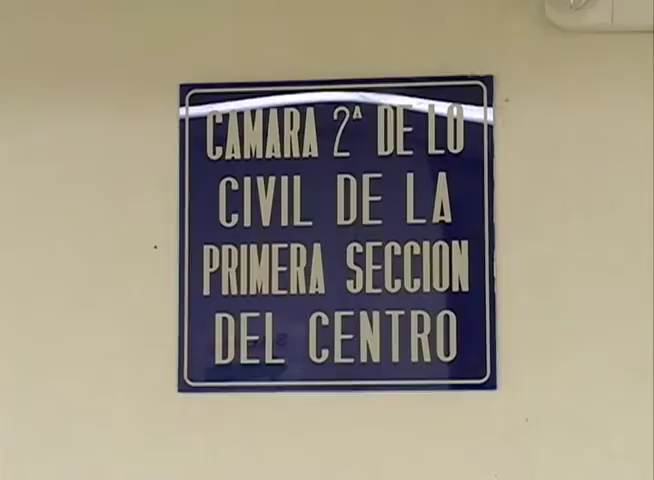 CAMARA 2ª DE LO
CIVIL DE LA
PRIMERA SECCION
DEL CENTRO